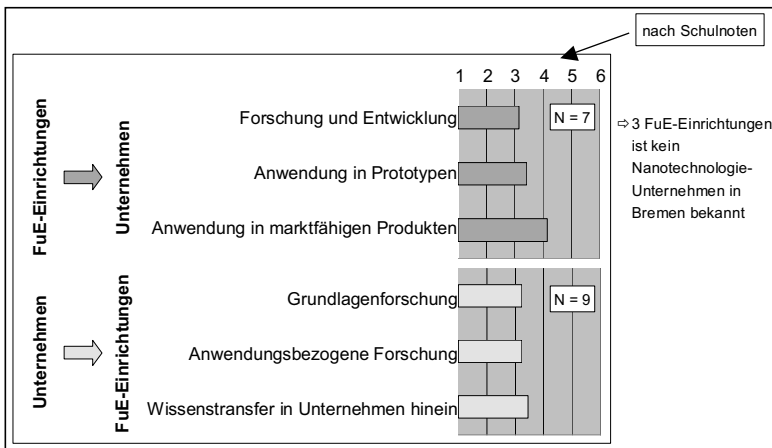 nach Schulnoten
1 2 3 4 5 6
FuE-Einrichtungen
Unternehmen
Forschung und Entwicklung
N = 7
Anwendung in Prototypen
Anwendung in marktfähigen Produkten
⇨ 3 FuE-Einrichtungen
ist kein
Nanotechnologie-
Unternehmen in
Bremen bekannt
Unternehmen
FuE-Einrichtungen
Grundlagenforschung
N = 9
Anwendungsbezogene Forschung
Wissenstransfer in Unternehmen hinein